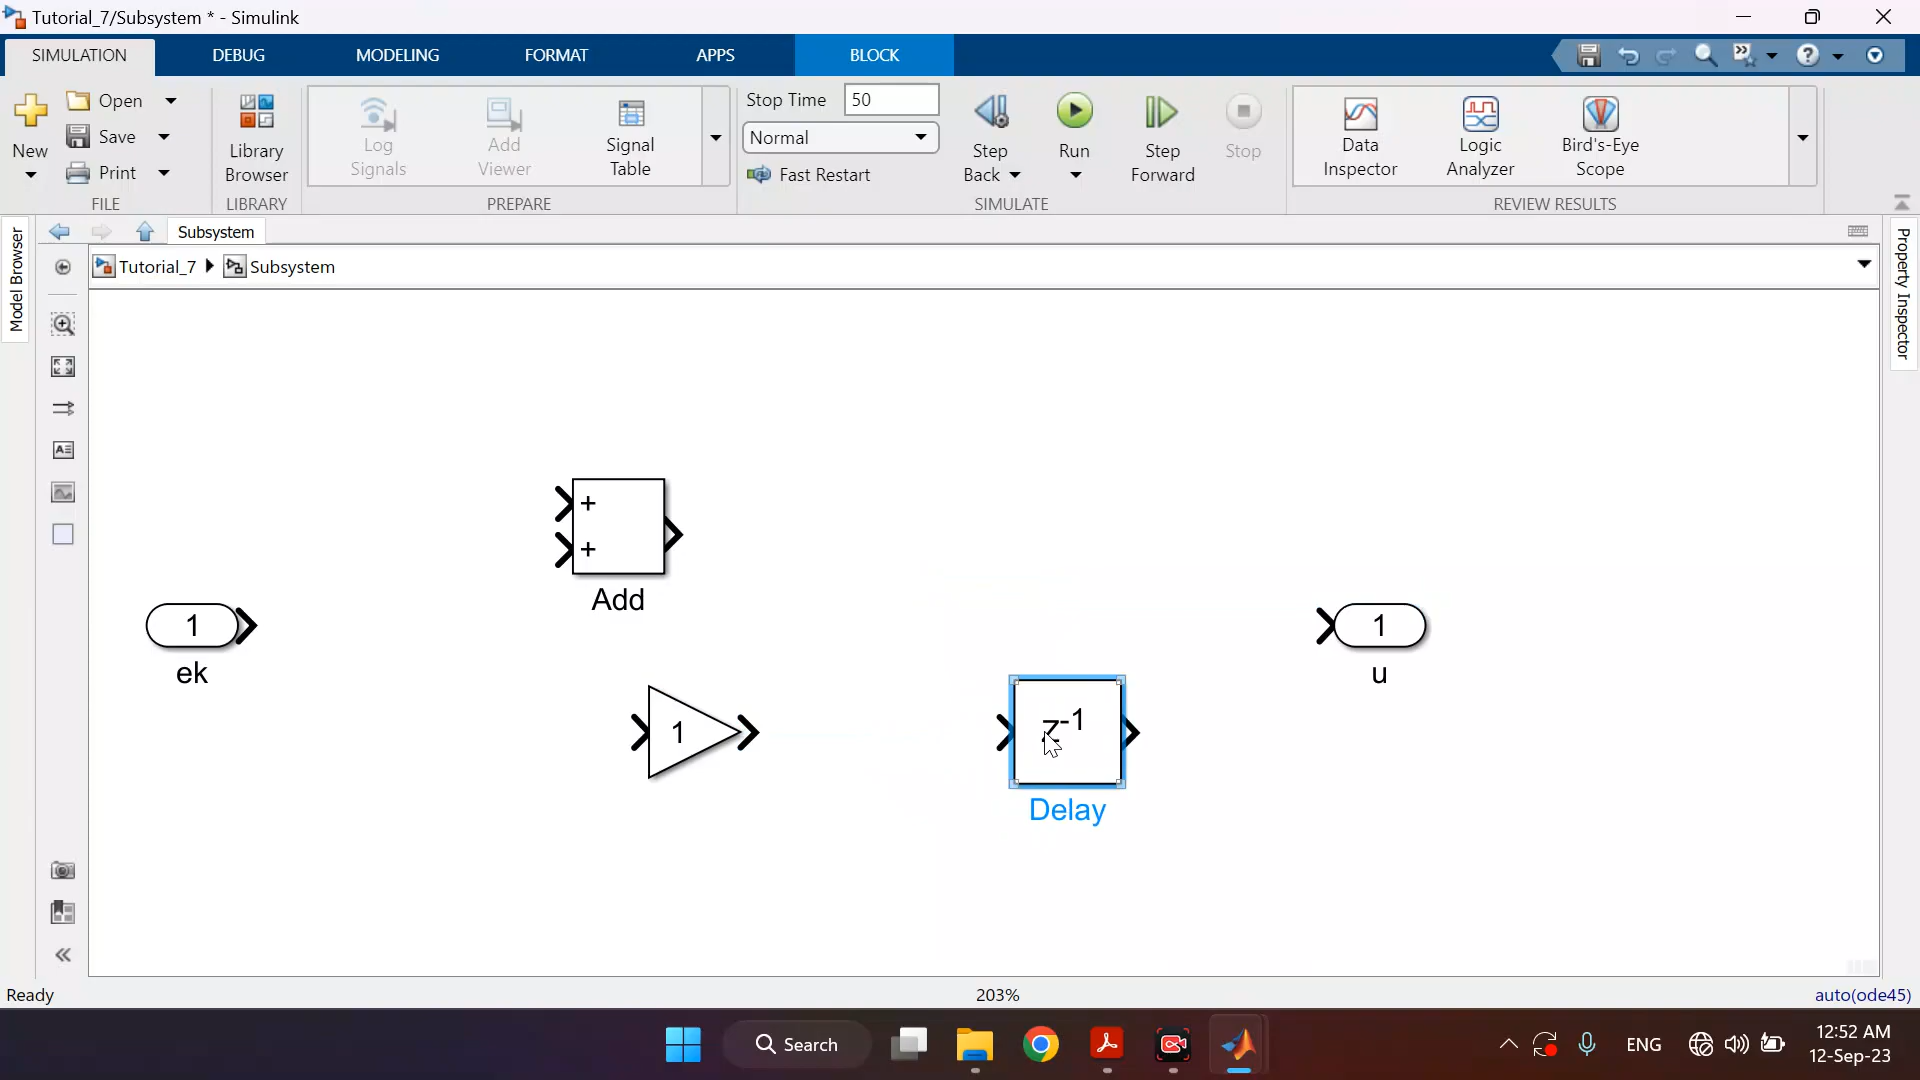 Tutorial_7/Subsystem * - Simulink
SIMULATION DEBUG MODELING FORMAT APPS BLOCK
New
Open
Save
Print
FILE
Library
Browser
LIBRARY
Log
Signals
Add
Viewer
Signal
Table
PREPARE
Stop Time 50
Normal
Fast Restart
Step
Back
Run
Step
Forward
Stop
SIMULATE
Data
Inspector
Logic
Analyzer
Bird's-Eye
Scope
REVIEW RESULTS
Model Browser
Subsystem
Tutorial_7 Subsystem
Property Inspector
+
+
Add
1
ek
1
z-1
Delay
1
u
Ready
203%
auto(ode45)
Search
ENG
12:52 AM
12-Sep-23